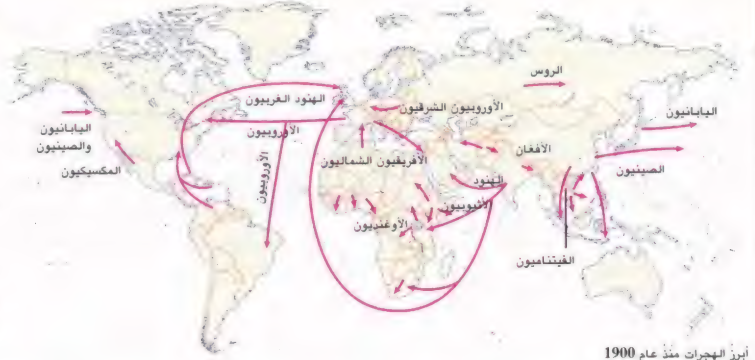 الروس
الهنود الغربيون
الأوروبيون الشرقيون
اليابانيون
اليابانيون
والصينيون
الأوروبيون
الأفغان
المكسيكيون
الأفريقيون الشماليون
الأوروبيون
الهنود
الصينيون
الأثيوبيون
الأوغنديون
الفيتناميون
أبرز الهجرات منذ عام 1900